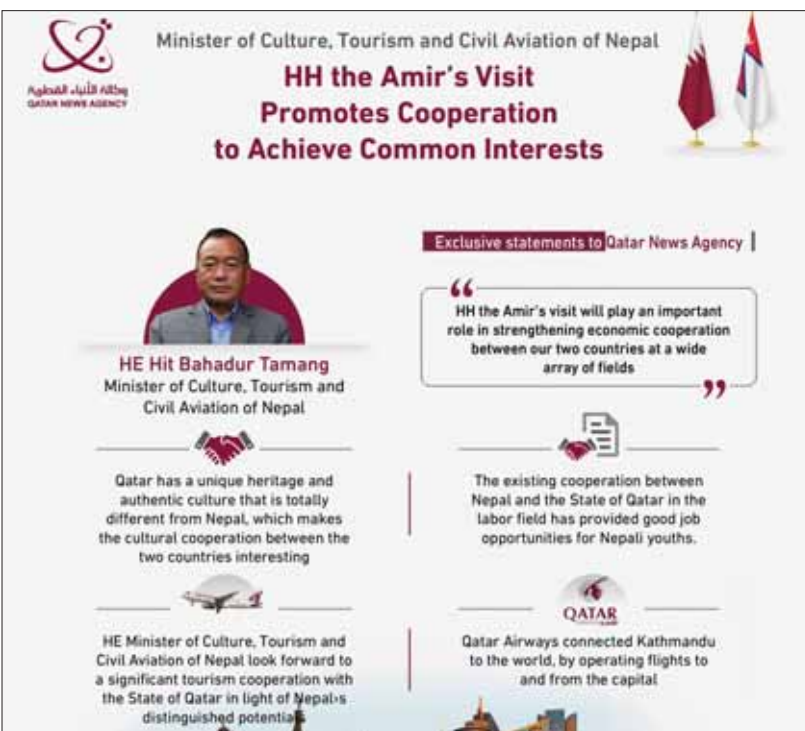 وكالة الأنباء القطرية
QATAR NEWS AGENCY
Minister of Culture, Tourism and Civil Aviation of Nepal
HH the Amir's Visit
Promotes Cooperation
to Achieve Common Interests
Exclusive statements to Qatar News Agency
“
HH the Amir's visit will play an important
role in strengthening economic cooperation
between our two countries at a wide
array of fields
”
HE Hit Bahadur Tamang
Minister of Culture, Tourism and
Civil Aviation of Nepal
Qatar has a unique heritage and
authentic culture that is totally
different from Nepal, which makes
the cultural cooperation between the
two countries interesting
The existing cooperation between
Nepal and the State of Qatar in the
labor field has provided good job
opportunities for Nepali youths.
HE Minister of Culture, Tourism and
Civil Aviation of Nepal look forward to
a significant tourism cooperation with
the State of Qatar in light of Nepal›s
distinguished potentials
QATAR
Qatar Airways connected Kathmandu
to the world, by operating flights to
and from the capital